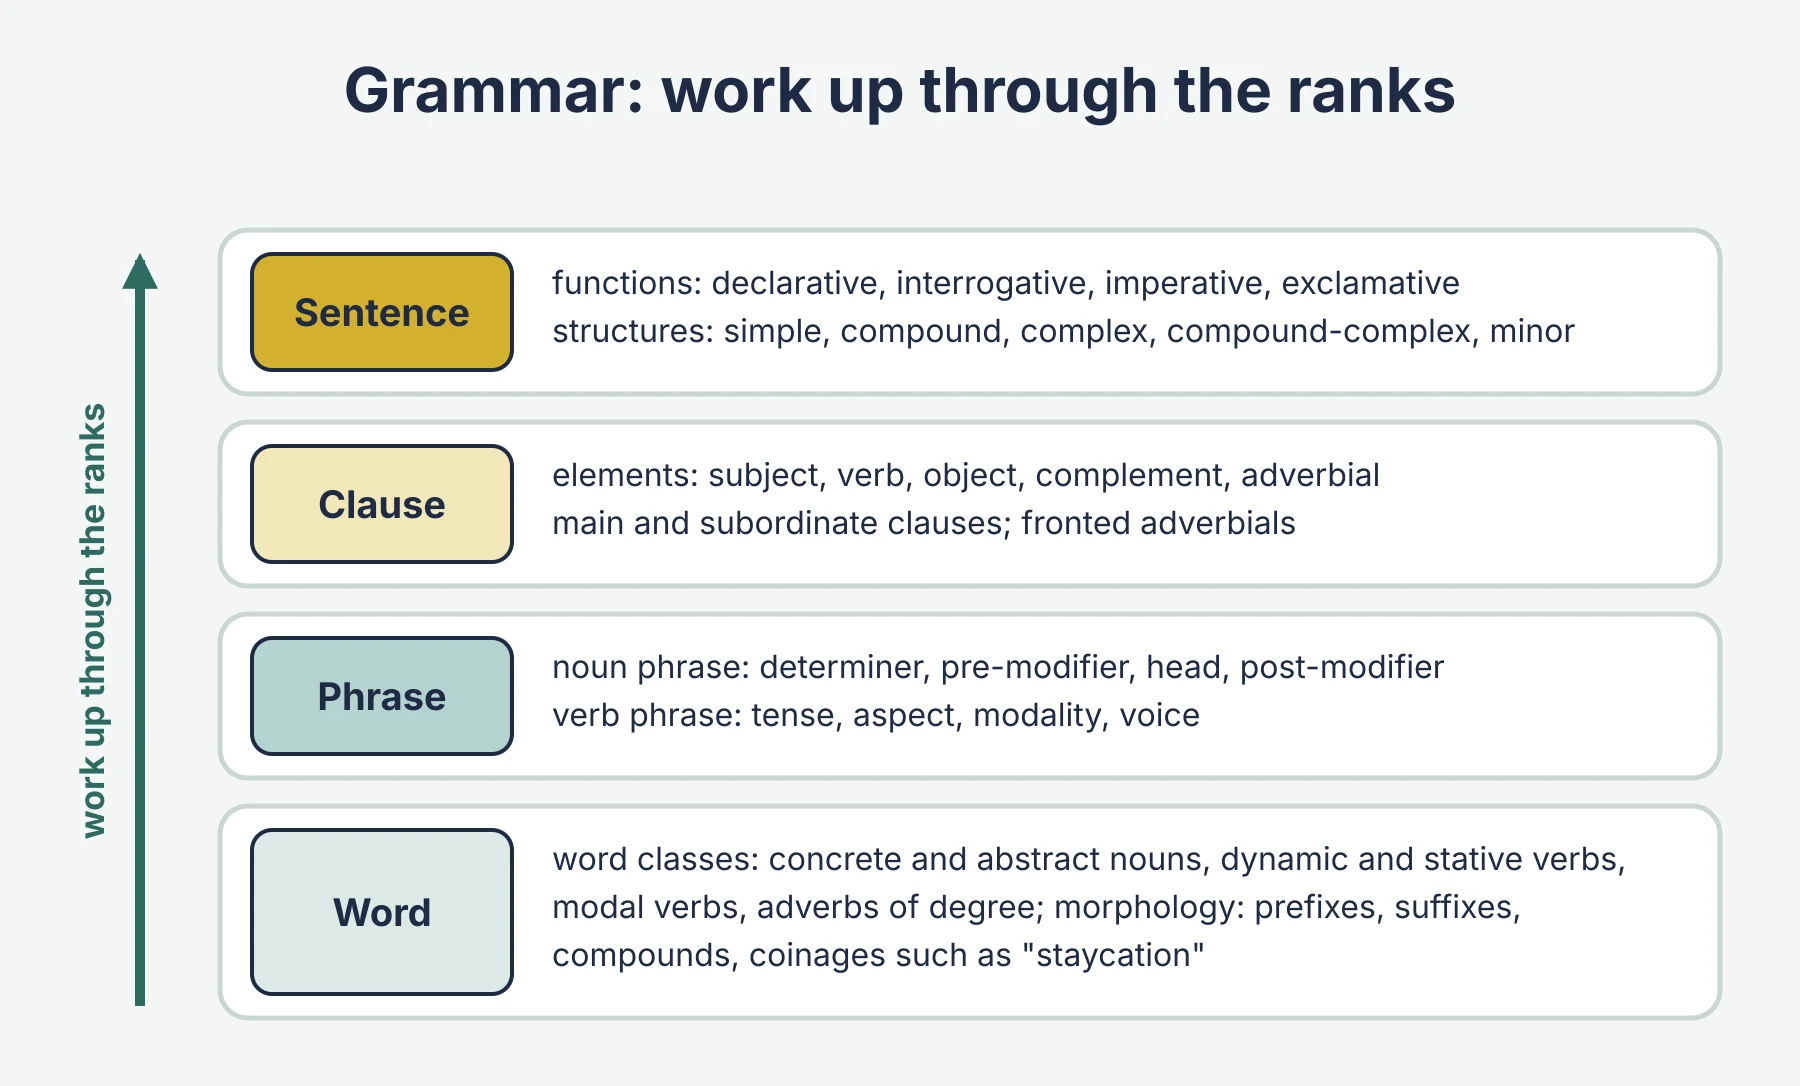 Grammar: work up through the ranks
work up through the ranks
Sentence
functions: declarative, interrogative, imperative, exclamative
structures: simple, compound, complex, compound-complex, minor
Clause
elements: subject, verb, object, complement, adverbial
main and subordinate clauses; fronted adverbials
Phrase
noun phrase: determiner, pre-modifier, head, post-modifier
verb phrase: tense, aspect, modality, voice
Word
word classes: concrete and abstract nouns, dynamic and stative verbs,
modal verbs, adverbs of degree; morphology: prefixes, suffixes,
compounds, coinages such as "staycation"